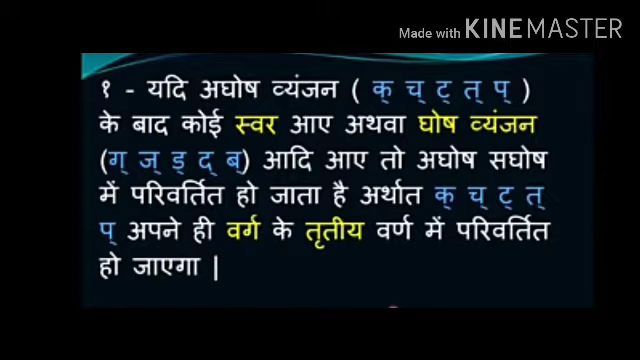 Made with KINEMASTER
१ - यदि अघोष व्यंजन ( क् च् ट् त् प् )
के बाद कोई स्वर आए अथवा घोष व्यंजन
(ग् ज् ड् द् ब्) आदि आए तो अघोष सघोष
में परिवर्तित हो जाता है अर्थात क् च् ट् त्
प् अपने ही वर्ग के तृतीय वर्ण में परिवर्तित
हो जाएगा |